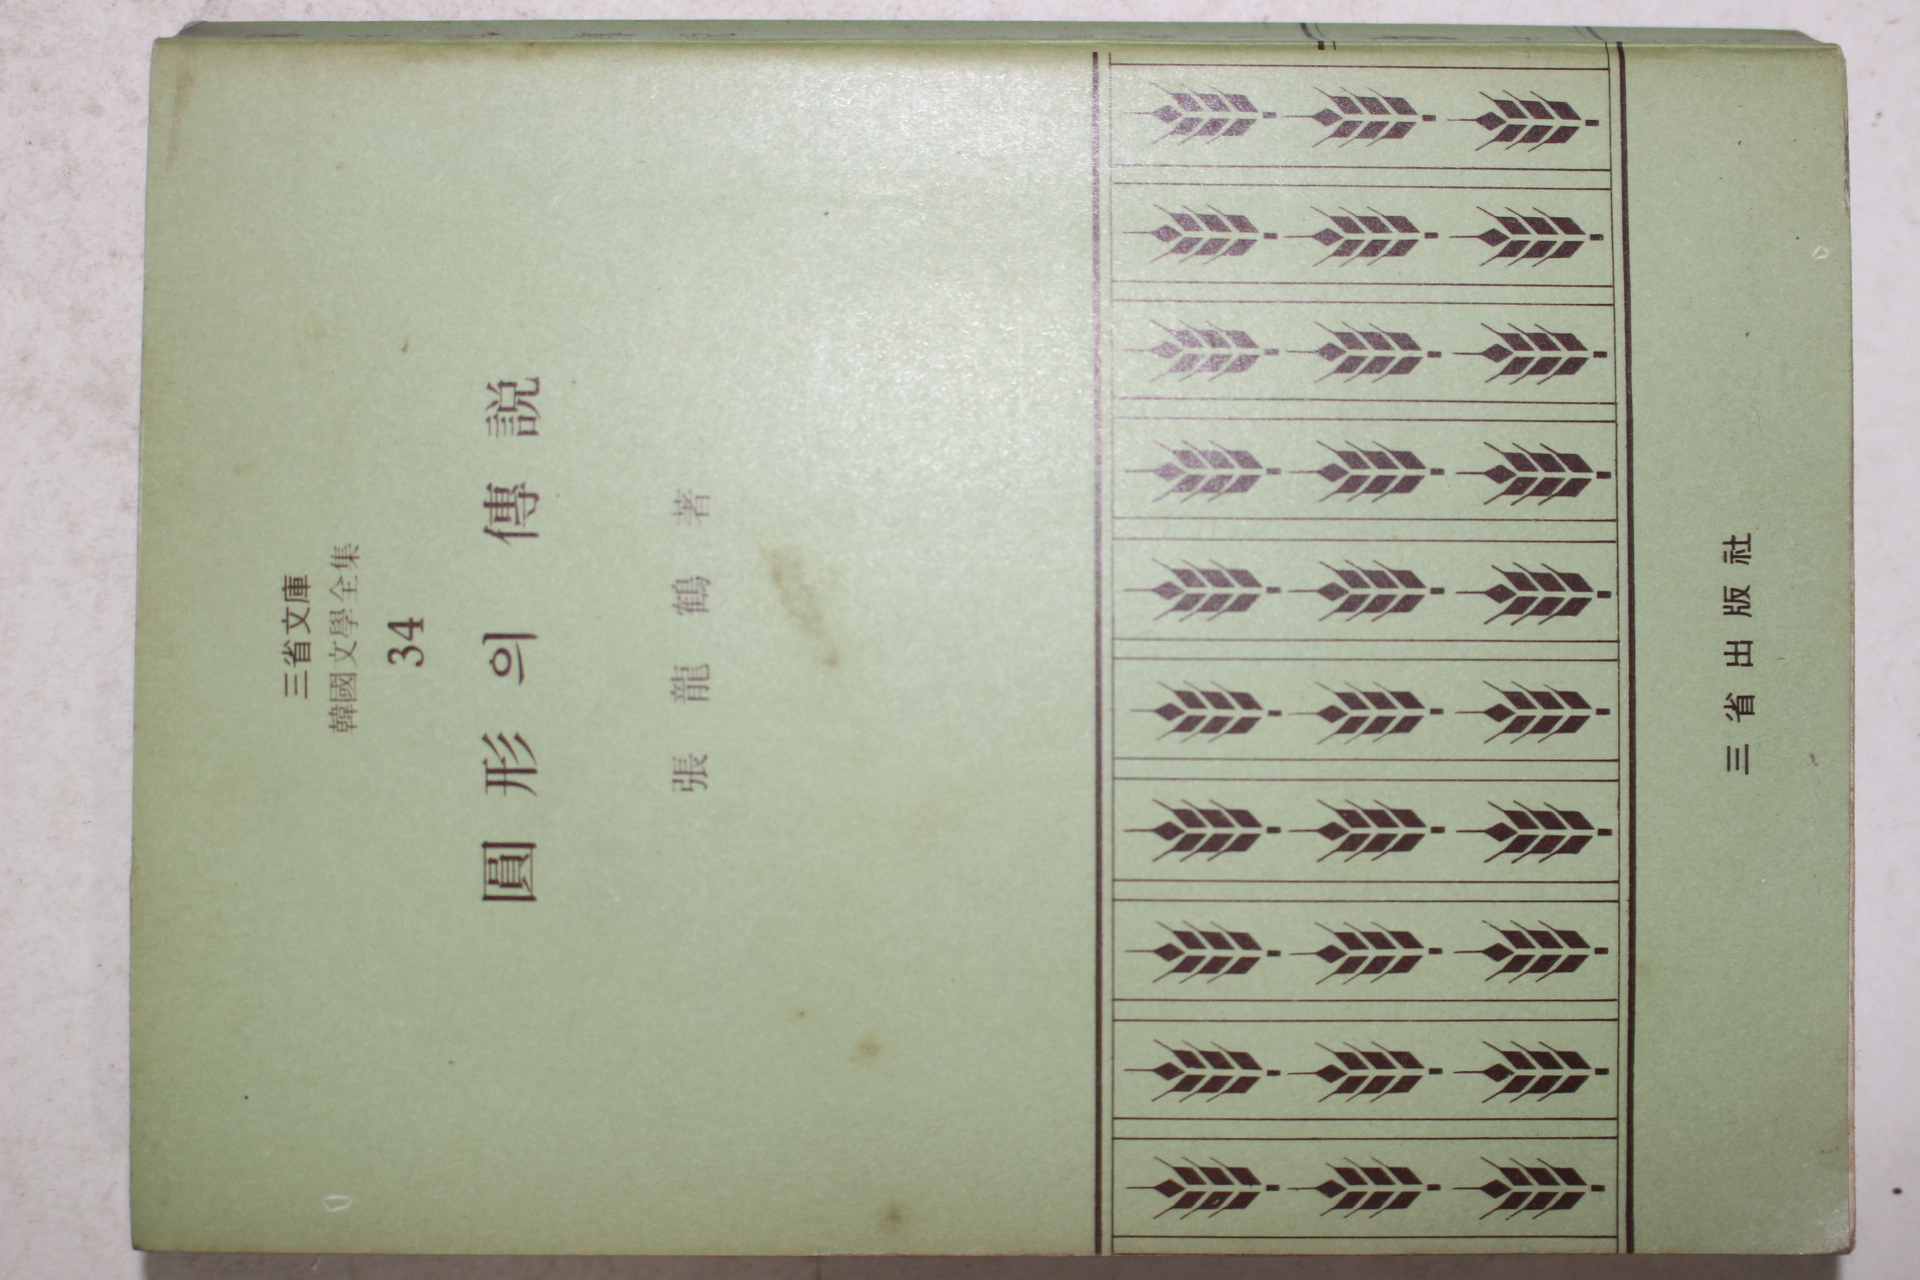 三省文庫
韓國文學全集
34
圓形의 傳説
張龍鶴 著
三省出版社